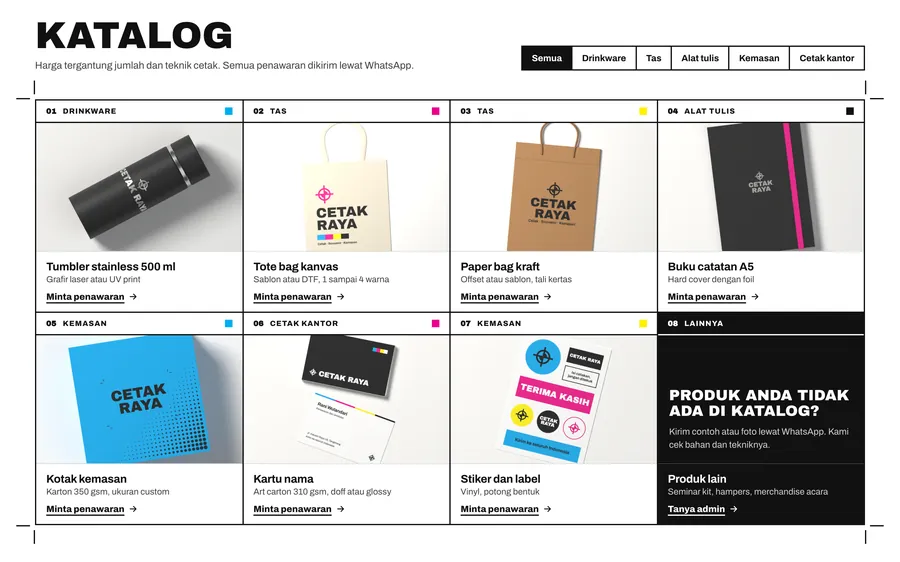 KATALOG
Harga tergantung jumlah dan teknik cetak. Semua penawaran dikirim lewat WhatsApp.
Semua
Drinkware
Tas
Alat tulis
Kemasan
Cetak kantor
01 DRINKWARE
02 TAS
03 TAS
04 ALAT TULIS
CETAK RAYA
CETAK
RAYA
CETAK
RAYA
CETAK
RAYA
Tumbler stainless 500 ml
Grafir laser atau UV print
Minta penawaran →
Tote bag kanvas
Sablon atau DTF, 1 sampai 4 warna
Minta penawaran →
Paper bag kraft
Offset atau sablon, tali kertas
Minta penawaran →
Buku catatan A5
Hard cover dengan foil
Minta penawaran →
05 KEMASAN
06 CETAK KANTOR
07 KEMASAN
08 LAINNYA
CETAK
RAYA
CETAK RAYA
Rani Wulandari
CETAK RAYA
TERIMA KASIH
CETAK
RAYA
PRODUK ANDA TIDAK
ADA DI KATALOG?
Kirim contoh atau foto lewat WhatsApp. Kami
cek bahan dan tekniknya.
Kotak kemasan
Karton 350 gsm, ukuran custom
Minta penawaran →
Kartu nama
Art carton 310 gsm, doff atau glossy
Minta penawaran →
Stiker dan label
Vinyl, potong bentuk
Minta penawaran →
Produk lain
Seminar kit, hampers, merchandise acara
Tanya admin →